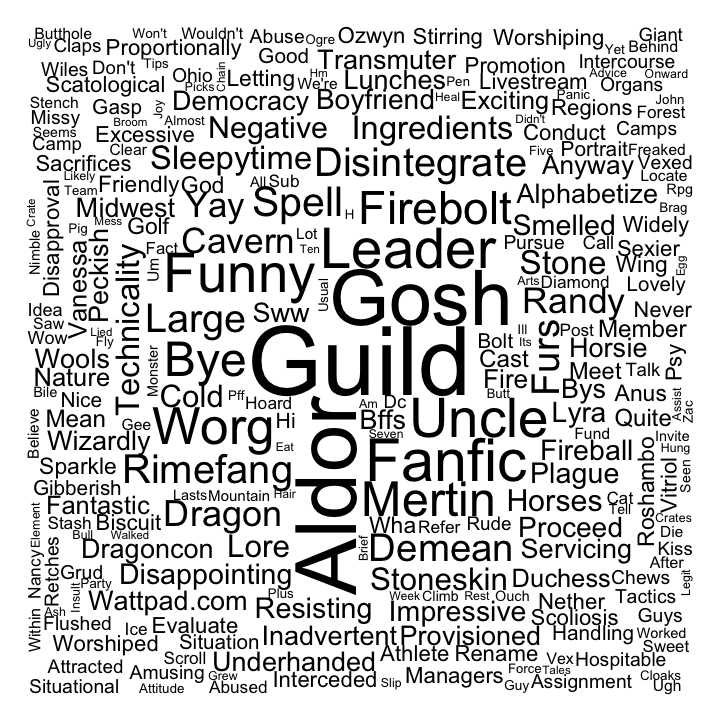 Butthole Won't Wouldn't Abuse Ogre Ozwyn Stirring Worshiping Yet Behind Giant
Ugly Claps Proportionally Good Transmuter Promotion Intercourse
Wiles Don't Tips Ohio Chain Letting Hm We're Lunches Pen Livestream Advice Onward
Scatological Picks Organs
Stench Gasp Joy Democracy Boyfriend Heal Exciting Panic Regions John
Missy Broom Almost Negative Ingredients Didn't Conduct Camps Forest
Seems Excessive
Camp Clear Sleepytime Disintegrate Five Portrait Freaked
Sacrifices Anyway Vexed
Likely Friendly God All Sub Locate
Team Yay Spell H Firebolt Alphabetize Rpg
Crate Disapproval Midwest Brag
Nimble Pig Mess Golf Cavern Lot Leader Smelled Widely
Vanessa Peckish Fact Ten Pursue Call Sexier
Technicality Um Funny Usual Gosh Stone Wing Egg
Idea Arts Diamond Lovely
Saw Lied Large Sww Randy Never
Wow Fly Guild Bolt Ill Its Furs Post Member
Wools Monster Bye Cast Horsie Psy
Nature Fire Meet Talk
Bile Nice Cold Pff Hoard Am Dc Butt Bys Anus Assist Zac
Believe Mean Gee Worg Hi Aldor Bffs Uncle Lyra Quite
Wizardly Eat Seven Fanfic Fund Invite
Sparkle Rimefang Fireball Roshambo Hung
Gibberish Plague Vitriol Seen
Fantastic Lasts Mountain Hair Mertin Horses Cat
Element Stash Biscuit Dragon Wha Refer Rude Proceed Tell Crates
Bull Walked Die
Nancy Retches Dragoncon Lore Brief Demean Servicing Kiss
Grud Disappointing Stoneskin Duchess Chews After
Within Insult Party Plus Week Climb Rest Ouch Nether Tactics Legit
Ash Wattpad.com Resisting Impressive Scoliosis Guys
Flushed Ice Evaluate Inadvertent Provisioned Handling Worked
Worshiped Situation Sweet
Attracted Scroll Underhanded Athlete Rename Vex Hospitable
Amusing Grew Interceded Managers Force Tales Cloaks
Situational Attitude Abused Slip Guy Assignment Ugh